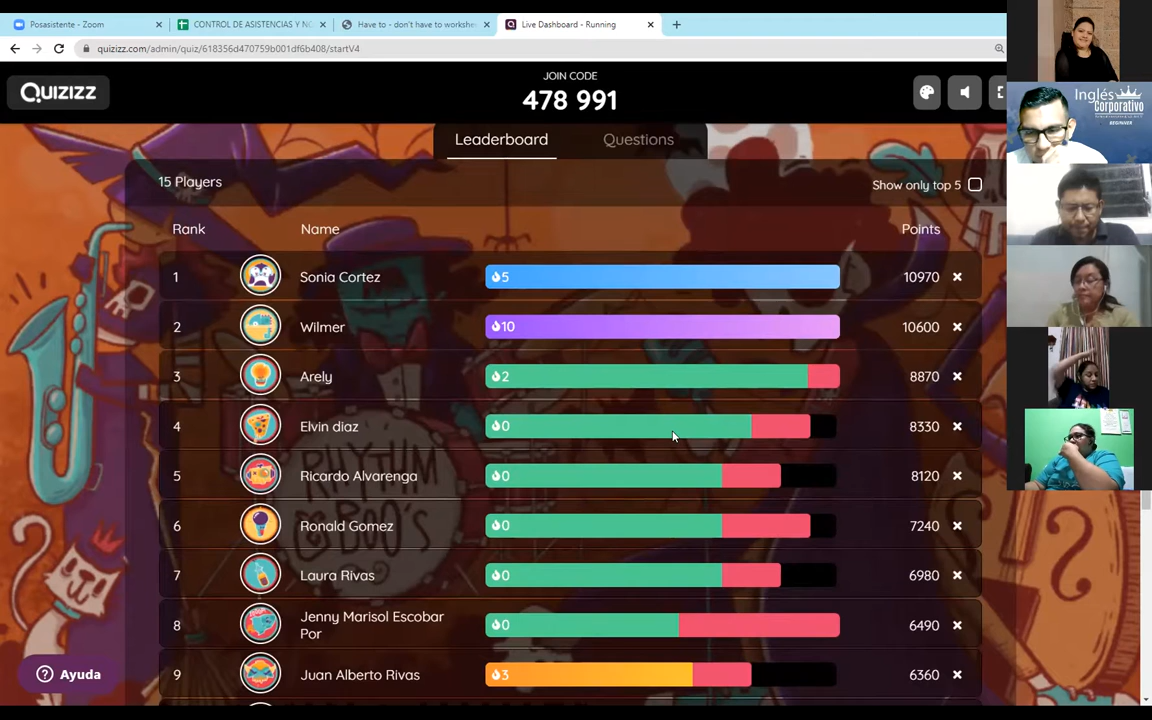 Posasistente - Zoom
CONTROL DE ASISTENCIAS Y NO
Have to - don't have to workshe
Live Dashboard - Running
quizizz.com/admin/quiz/618356d470759b001df6b408/startV4
QUIZIZZ
JOIN CODE
478 991
Leaderboard
Questions
15 Players
Show only top 5
Rank
Name
Points
1 Sonia Cortez 5 10970
2 Wilmer 10 10600
3 Arely 2 8870
4 Elvin diaz 0 8330
5 Ricardo Alvarenga 0 8120
6 Ronald Gomez 0 7240
7 Laura Rivas 0 6980
8 Jenny Marisol Escobar
Por 0 6490
9 Juan Alberto Rivas 3 6360
RHYTHM
BOO'S
Ayuda
Inglés
Corporativo
BEGINNER